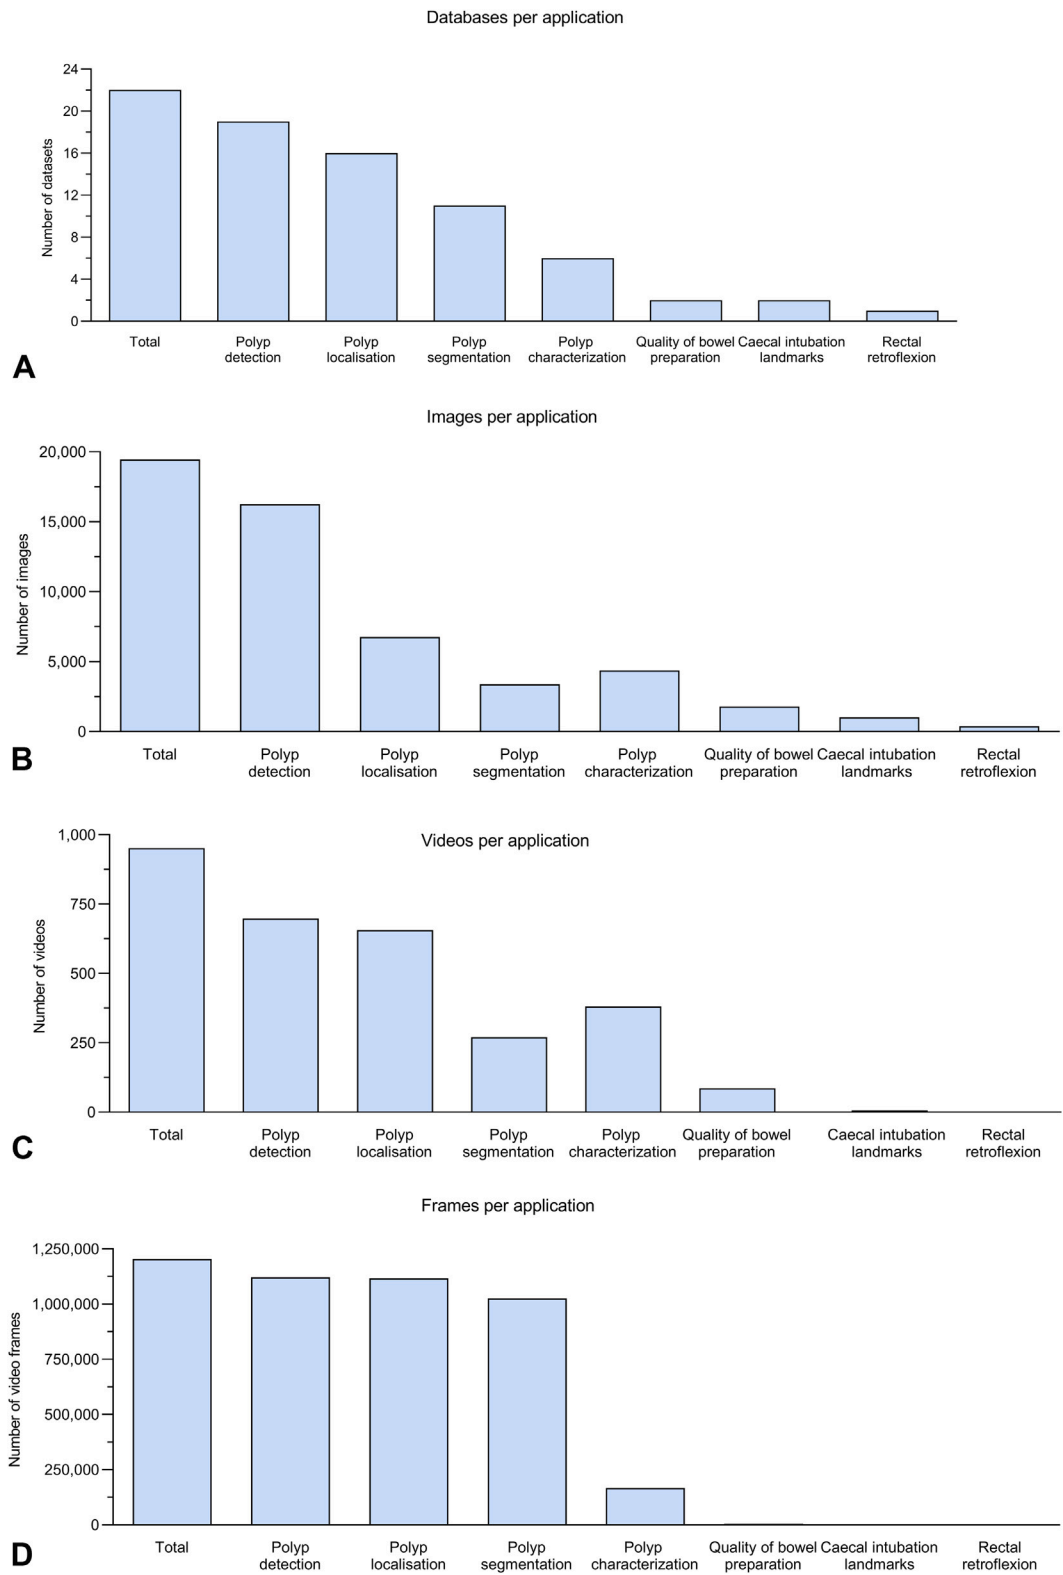 Databases per application
Number of datasets
24
20
16
12
8
4
0
Total
Polyp
detection
Polyp
localisation
Polyp
segmentation
Polyp
characterization
Quality of bowel
preparation
Caecal intubation
landmarks
Rectal
retroflexion
A
Images per application
Number of images
20,000
15,000
10,000
5,000
0
Total
Polyp
detection
Polyp
localisation
Polyp
segmentation
Polyp
characterization
Quality of bowel
preparation
Caecal intubation
landmarks
Rectal
retroflexion
B
Videos per application
Number of videos
1,000
750
500
250
0
Total
Polyp
detection
Polyp
localisation
Polyp
segmentation
Polyp
characterization
Quality of bowel
preparation
Caecal intubation
landmarks
Rectal
retroflexion
C
Frames per application
Number of video frames
1,250,000
1,000,000
750,000
500,000
250,000
0
Total
Polyp
detection
Polyp
localisation
Polyp
segmentation
Polyp
characterization
Quality of bowel
preparation
Caecal intubation
landmarks
Rectal
retroflexion
D